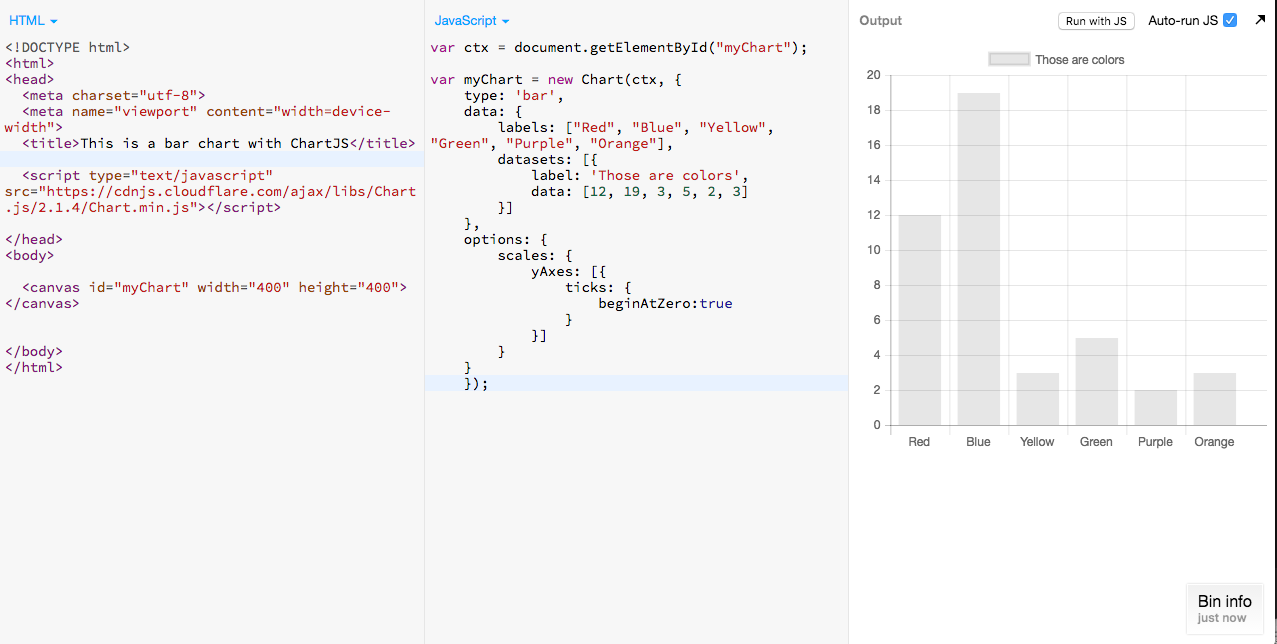 HTML
<!DOCTYPE html>
<html>
<head>
  <meta charset="utf-8">
  <meta name="viewport" content="width=device-
width">
  <title>This is a bar chart with ChartJS</title>
  <script type="text/javascript"
src="https://cdnjs.cloudflare.com/ajax/libs/Chart
.js/2.1.4/Chart.min.js"></script>
</head>
<body>
  <canvas id="myChart" width="400" height="400">
</canvas>
</body>
</html>
JavaScript
var ctx = document.getElementById("myChart");
var myChart = new Chart(ctx, {
    type: 'bar',
    data: {
        labels: ["Red", "Blue", "Yellow",
"Green", "Purple", "Orange"],
        datasets: [{
            label: 'Those are colors',
            data: [12, 19, 3, 5, 2, 3]
        }]
    },
    options: {
        scales: {
            yAxes: [{
                ticks: {
                    beginAtZero:true
                }
            }]
        }
    }
    });
Output
Run with JS
Auto-run JS
Those are colors
20
18
16
14
12
10
8
6
4
2
0
Red Blue Yellow Green Purple Orange
Bin info
just now